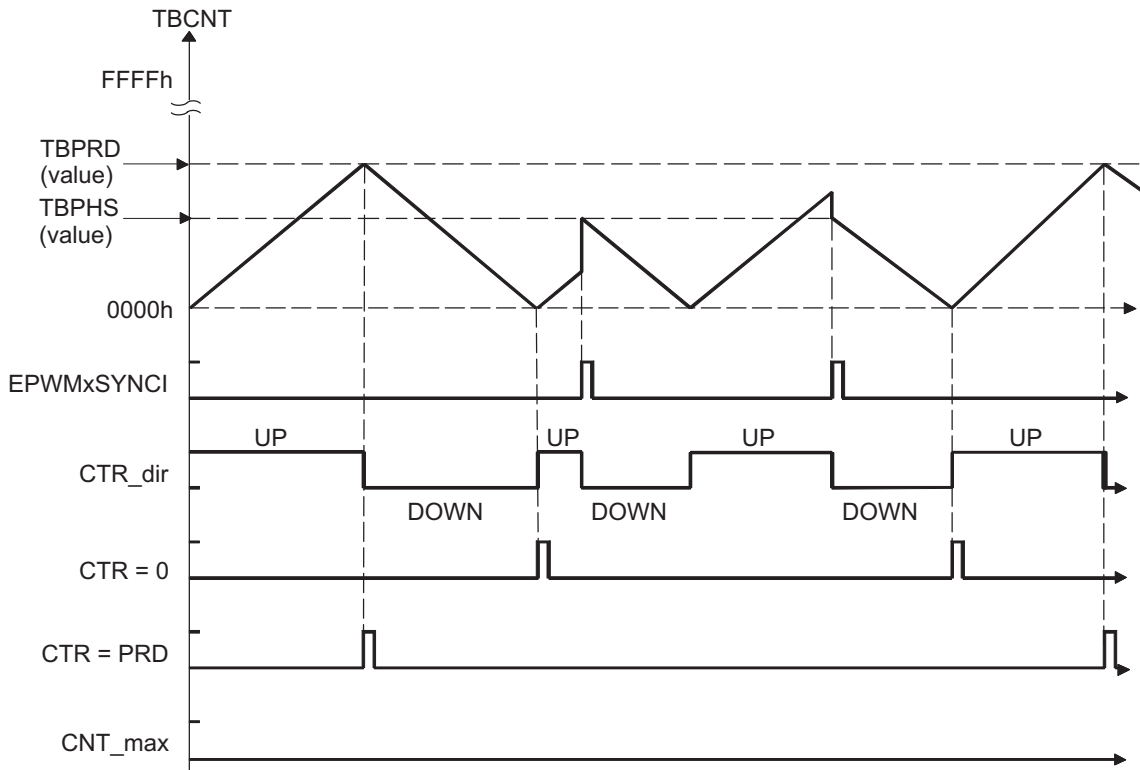 TBCNT
FFFFh
TBPRD
(value)
TBPHS
(value)
0000h
EPWMxSYNCI
UP
UP
UP
UP
CTR_dir
DOWN
DOWN
DOWN
CTR = 0
CTR = PRD
CNT_max